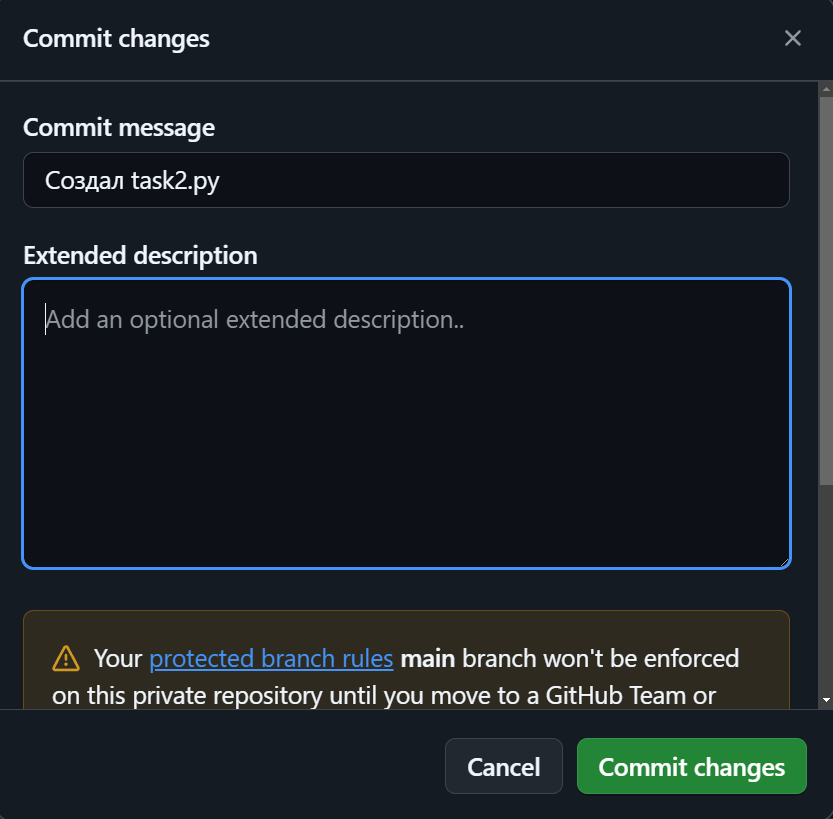 Commit changes
Commit message
Создал task2.py
Extended description
Add an optional extended description..
Your protected branch rules main branch won't be enforced
on this private repository until you move to a GitHub Team or
Cancel
Commit changes